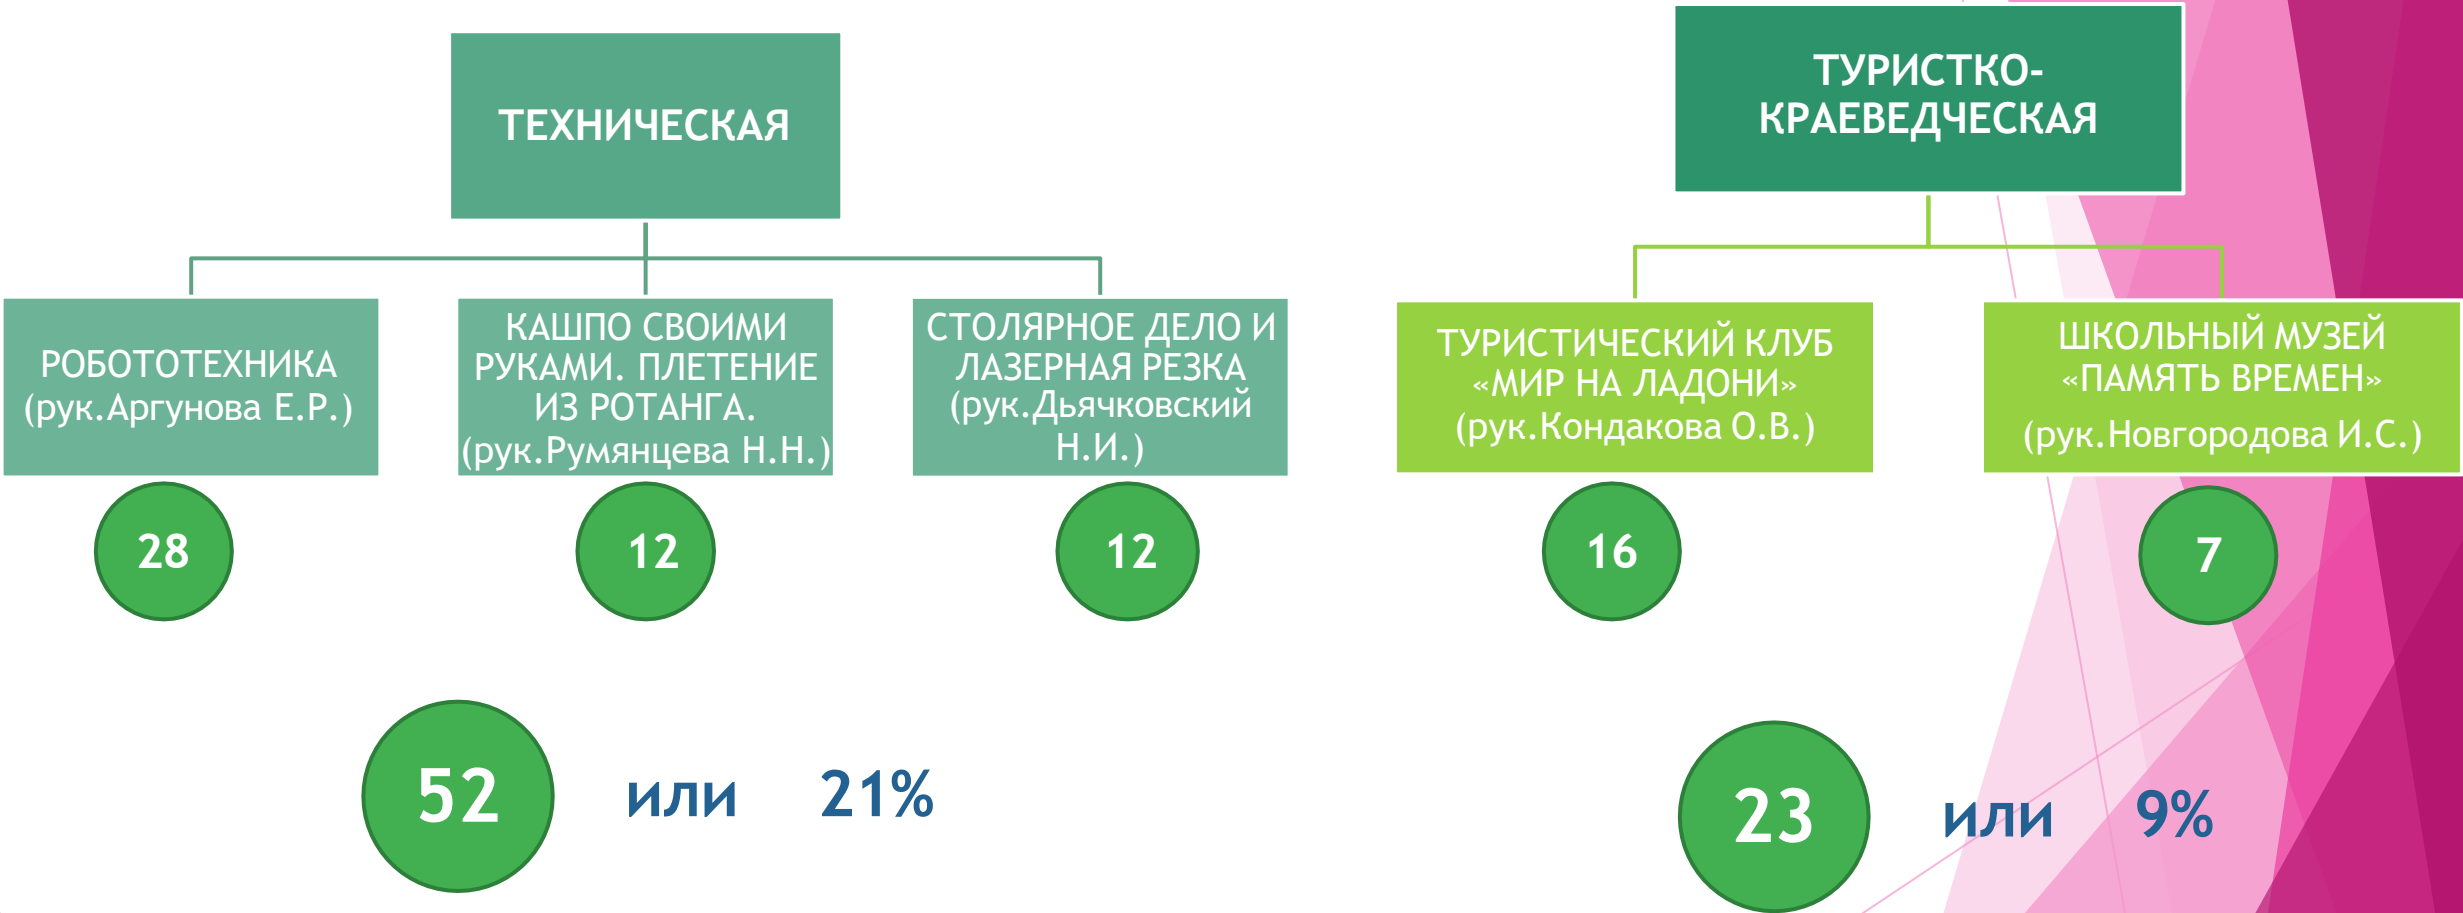 ТЕХНИЧЕСКАЯ
РОБОТОТЕХНИКА
(рук.Аргунова Е.Р.)
КАШПО СВОИМИ
РУКАМИ. ПЛЕТЕНИЕ
ИЗ РОТАНГА.
(рук.Румянцева Н.Н.)
СТОЛЯРНОЕ ДЕЛО И
ЛАЗЕРНАЯ РЕЗКА
(рук.Дьячковский
Н.И.)
28
12
12
52 или 21%
ТУРИСТКО-
КРАЕВЕДЧЕСКАЯ
ТУРИСТИЧЕСКИЙ КЛУБ
«МИР НА ЛАДОНИ»
(рук.Кондакова О.В.)
ШКОЛЬНЫЙ МУЗЕЙ
«ПАМЯТЬ ВРЕМЕН»
(рук.Новгородова И.С.)
16
7
23 или 9%